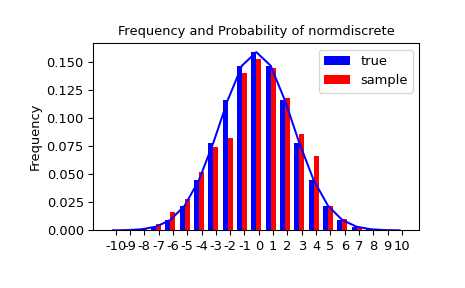 Frequency and Probability of normdiscrete
true
sample
Frequency
0.150
0.125
0.100
0.075
0.050
0.025
0.000
-10 -9 -8 -7 -6 -5 -4 -3 -2 -1 0 1 2 3 4 5 6 7 8 9 10